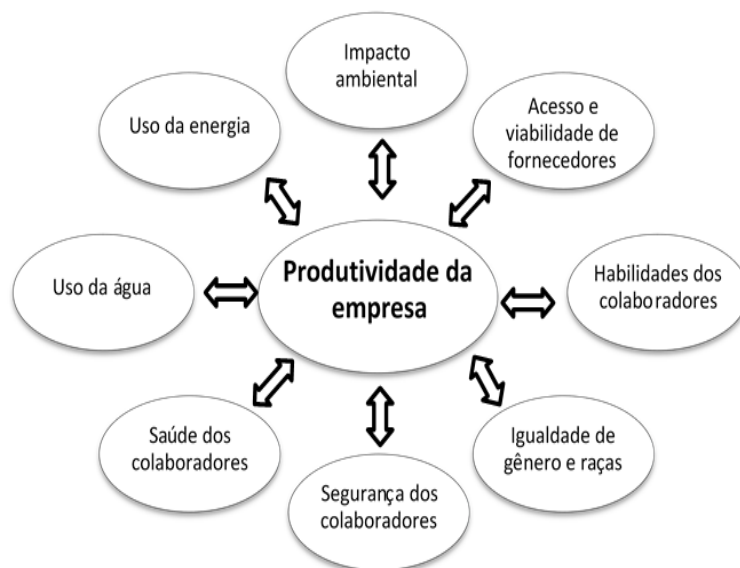 Impacto
ambiental
Acesso e
viabilidade de
fornecedores
Uso da energia
Produtividade da
empresa
Habilidades dos
colaboradores
Uso da água
Igualdade de
gênero e raças
Saúde dos
colaboradores
Segurança dos
colaboradores